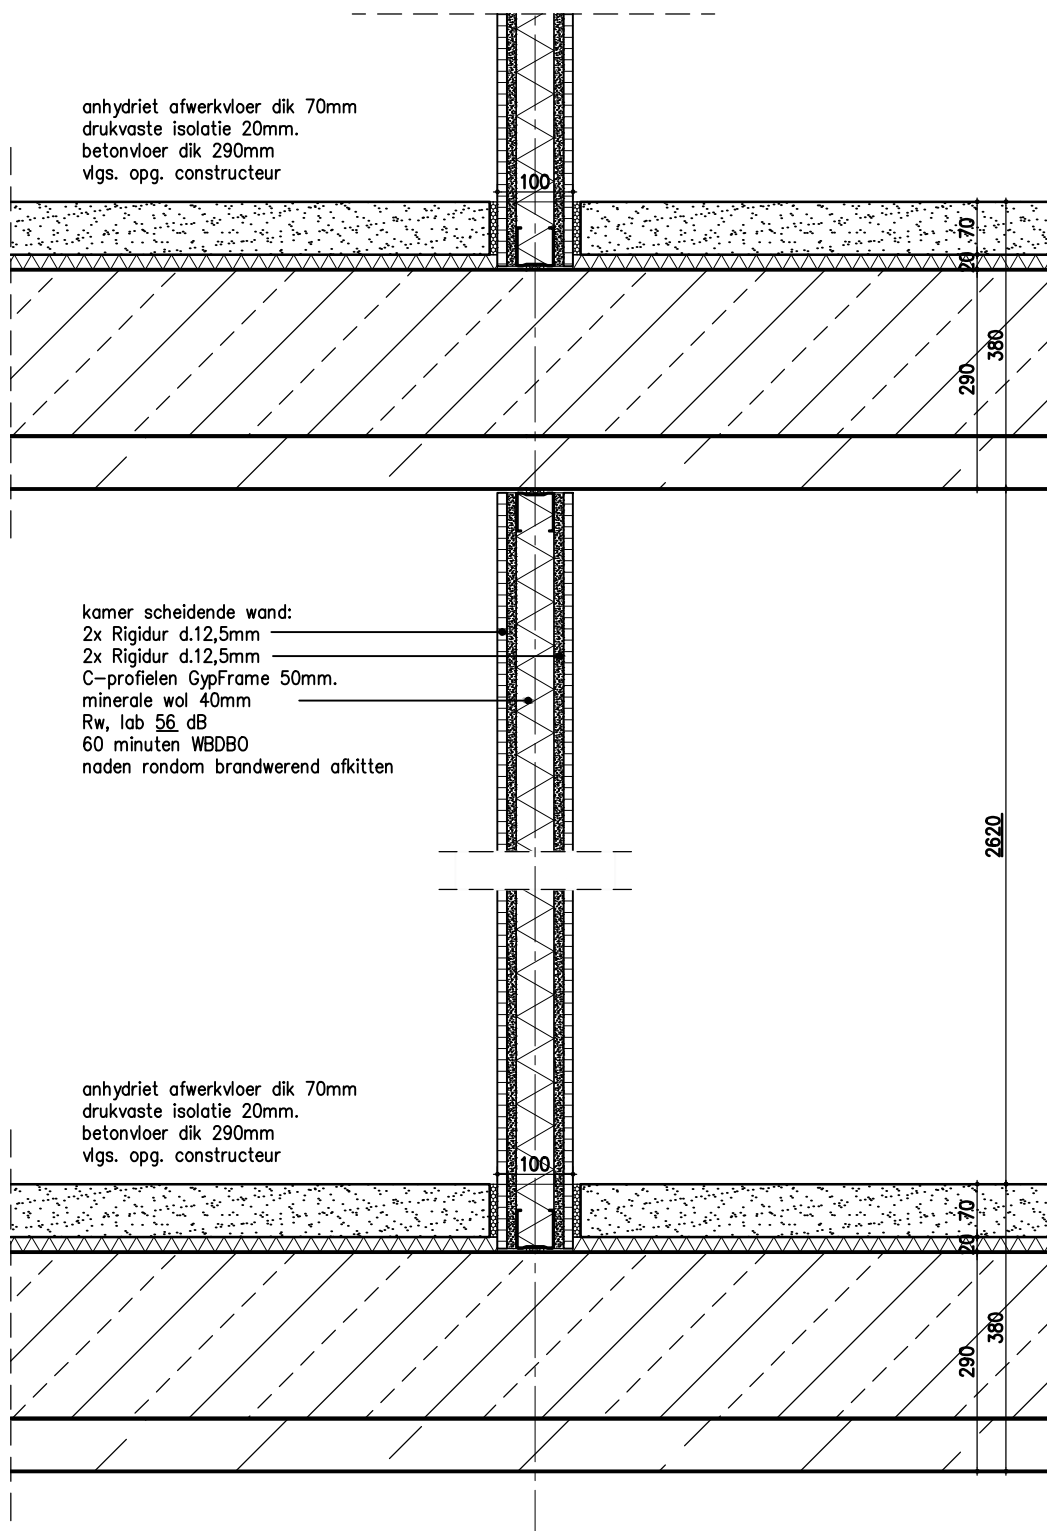 anhydriet afwerkvloer dik 70mm
drukvaste isolatie 20mm.
betonvloer dik 290mm
vlgs. opg. constructeur
100
70
20
380
290
kamer scheidende wand:
2x Rigidur d.12,5mm
2x Rigidur d.12,5mm
C-profielen GypFrame 50mm.
minerale wol 40mm
Rw, lab 56 dB
60 minuten WBDBO
naden rondom brandwerend afkitten
2620
anhydriet afwerkvloer dik 70mm
drukvaste isolatie 20mm.
betonvloer dik 290mm
vlgs. opg. constructeur
100
70
20
380
290